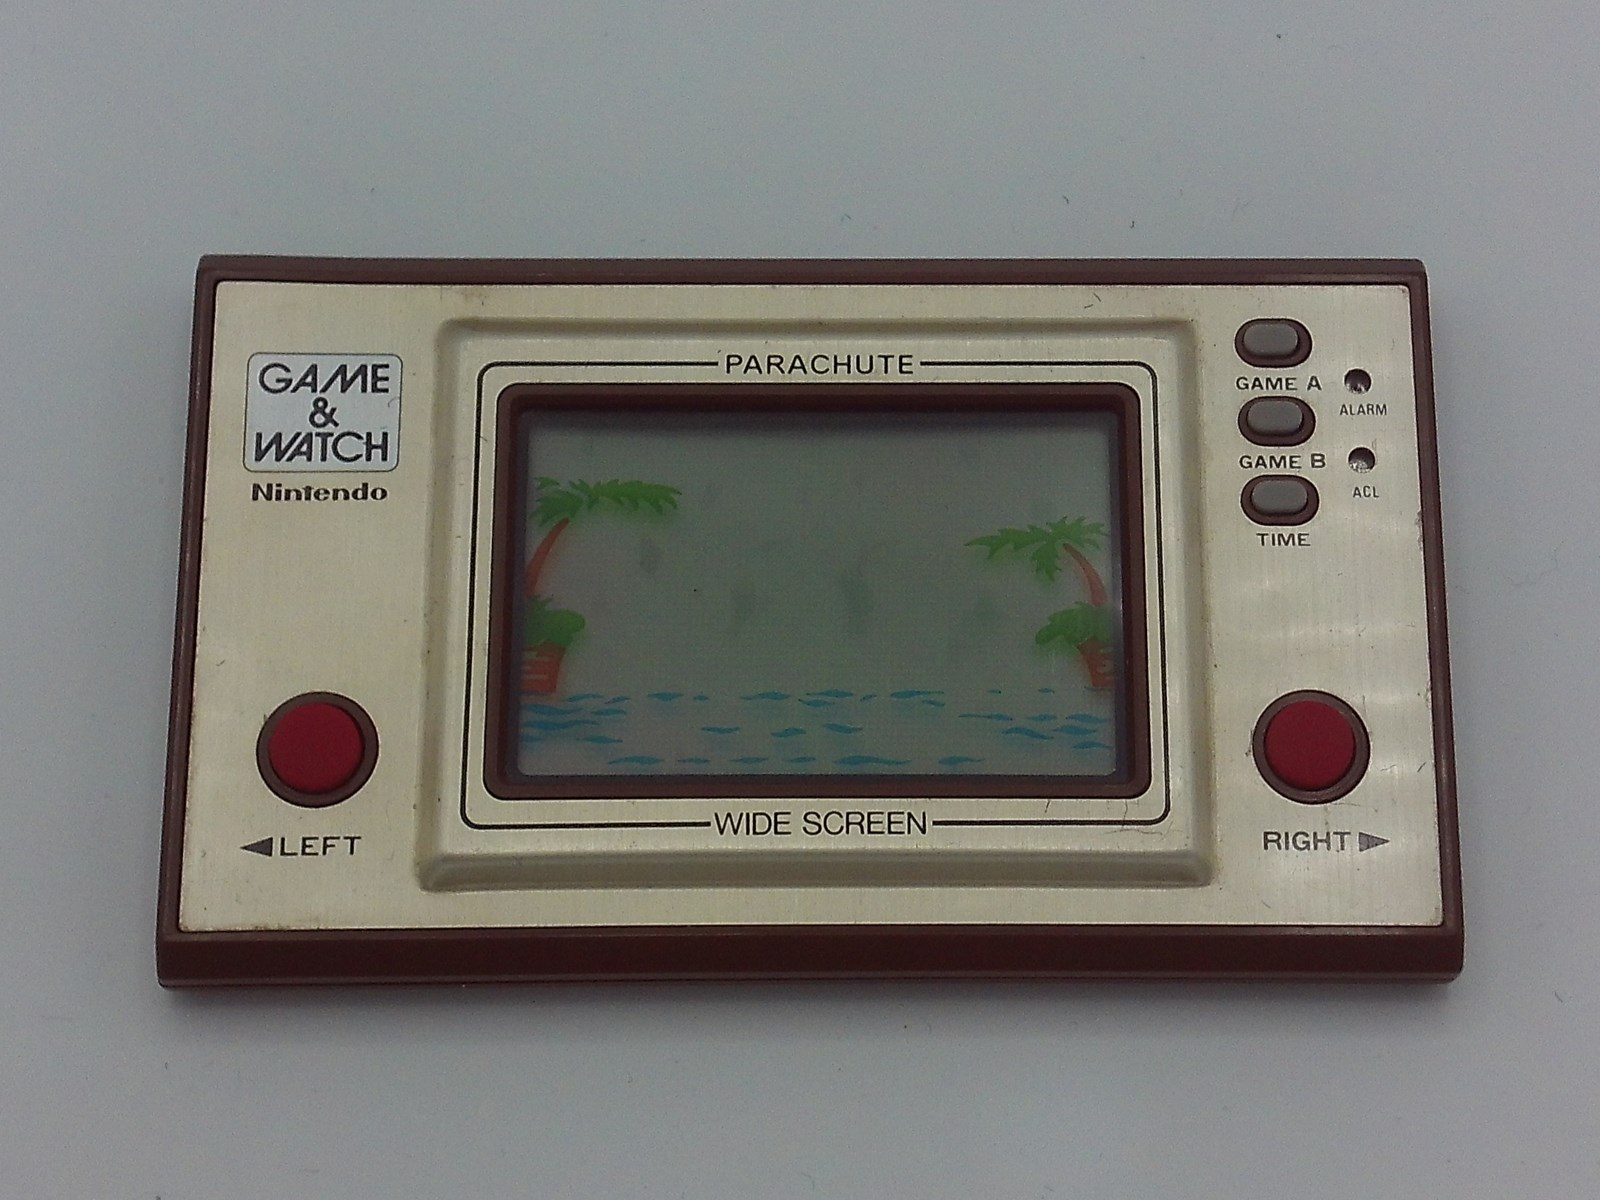 GAME
&
WATCH
Nintendo
PARACHUTE
WIDE SCREEN
GAME A
ALARM
GAME B
ACL
TIME
◀LEFT
RIGHT▶